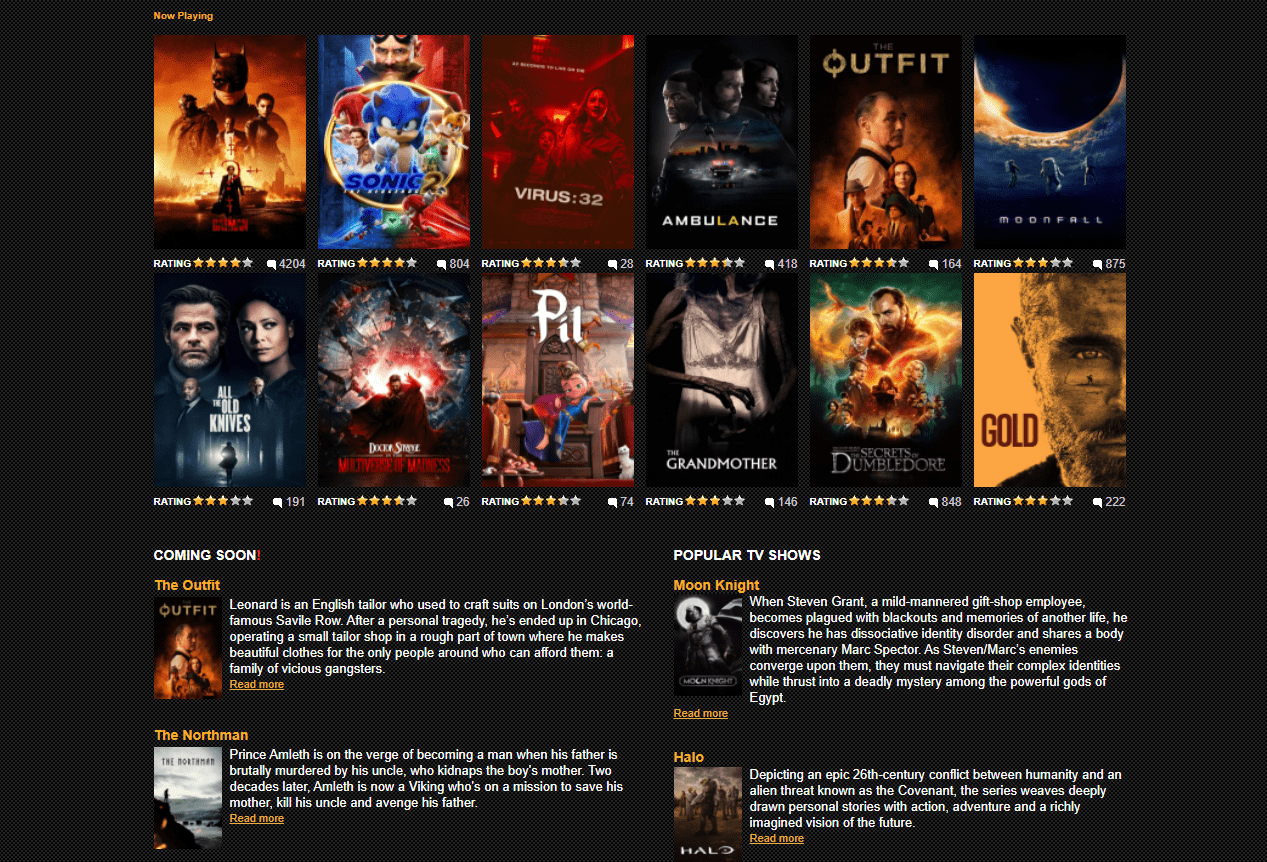 Now Playing
THE BATMAN
SONIC 2
VIRUS:32
AMBULANCE
THE
OUTFIT
MOONFALL
RATING 4204
RATING 804
RATING 28
RATING 418
RATING 164
RATING 875
ALL
THE OLD
KNIVES
DOCTOR STRANGE
IN THE
MULTIVERSE OF MADNESS
Pil
THE
GRANDMOTHER
THE SECRETS OF
DUMBLEDORE
GOLD
RATING 191
RATING 26
RATING 74
RATING 146
RATING 848
RATING 222
COMING SOON!
The Outfit
OUTFIT
Leonard is an English tailor who used to craft suits on London’s world-
famous Savile Row. After a personal tragedy, he’s ended up in Chicago,
operating a small tailor shop in a rough part of town where he makes
beautiful clothes for the only people around who can afford them: a
family of vicious gangsters.
Read more
The Northman
THE NORTHMAN
Prince Amleth is on the verge of becoming a man when his father is
brutally murdered by his uncle, who kidnaps the boy's mother. Two
decades later, Amleth is now a Viking who's on a mission to save his
mother, kill his uncle and avenge his father.
Read more
POPULAR TV SHOWS
Moon Knight
MOON KNIGHT
When Steven Grant, a mild-mannered gift-shop employee,
becomes plagued with blackouts and memories of another life, he
discovers he has dissociative identity disorder and shares a body
with mercenary Marc Spector. As Steven/Marc’s enemies
converge upon them, they must navigate their complex identities
while thrust into a deadly mystery among the powerful gods of
Egypt.
Read more
Halo
HALO
Depicting an epic 26th-century conflict between humanity and an
alien threat known as the Covenant, the series weaves deeply
drawn personal stories with action, adventure and a richly
imagined vision of the future.
Read more